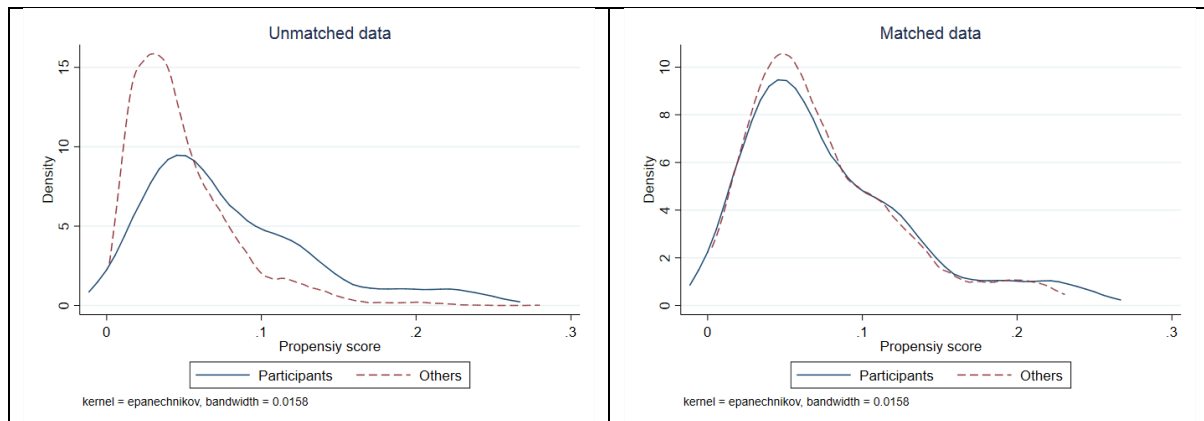 Unmatched data
Density
15
10
5
0
0 .1 .2 .3
Propensiy score
Participants Others
kernel = epanechnikov, bandwidth = 0.0158
Matched data
Density
10
8
6
4
2
0
0 .1 .2 .3
Propensiy score
Participants Others
kernel = epanechnikov, bandwidth = 0.0158